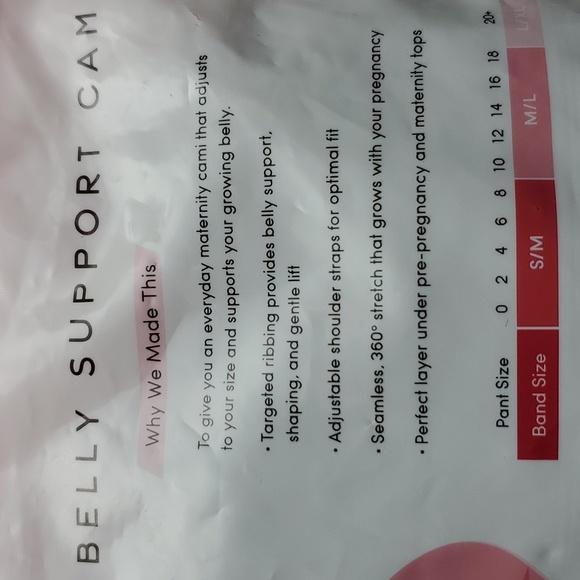 BELLY SUPPORT CAM
Why We Made This
To give you an everyday maternity cami that adjusts
to your size and supports your growing belly.
• Targeted ribbing provides belly support,
shaping, and gentle lift
• Adjustable shoulder straps for optimal fit
• Seamless, 360° stretch that grows with your pregnancy
• Perfect layer under pre-pregnancy and maternity tops
Pant Size 0 2 4 6 8 10 12 14 16 18 20+
Band Size S/M M/L L/1X